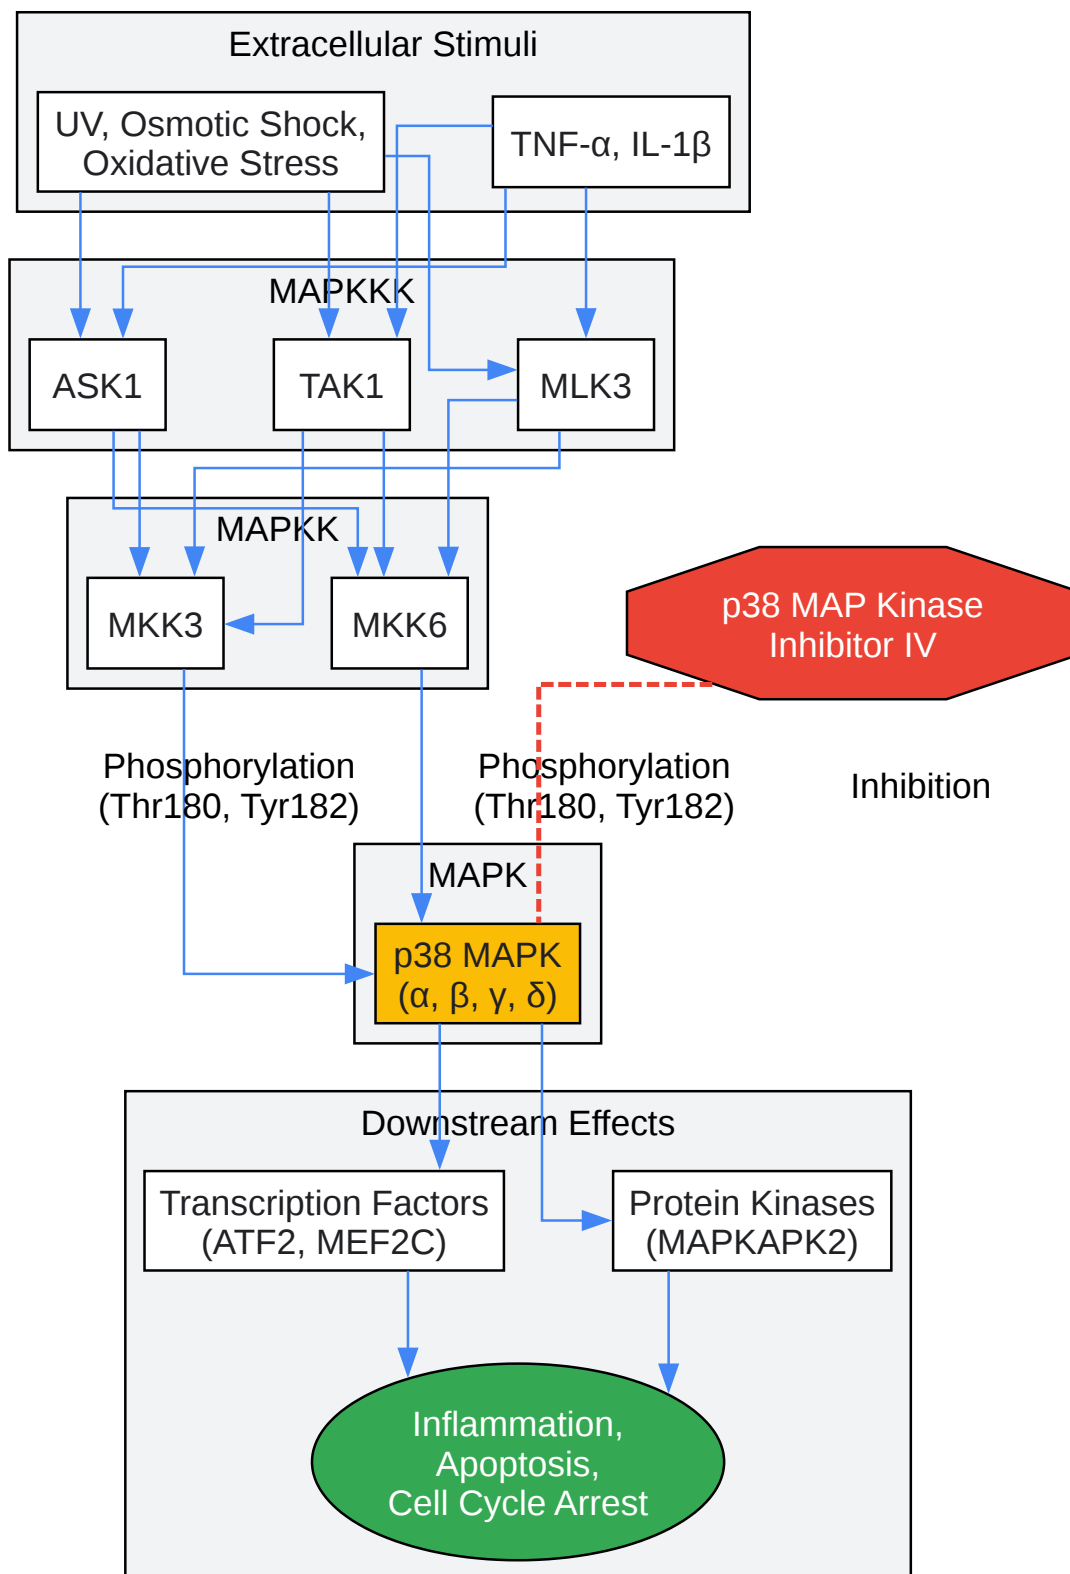 Extracellular Stimuli
UV, Osmotic Shock,
Oxidative Stress
TNF-α, IL-1β
MAPKKK
ASK1
TAK1
MLK3
MAPKK
MKK3
MKK6
p38 MAP Kinase
Inhibitor IV
Phosphorylation
(Thr180, Tyr182)
Phosphorylation
(Thr180, Tyr182)
Inhibition
MAPK
p38 MAPK
(α, β, γ, δ)
Downstream Effects
Transcription Factors
(ATF2, MEF2C)
Protein Kinases
(MAPKAPK2)
Inflammation,
Apoptosis,
Cell Cycle Arrest